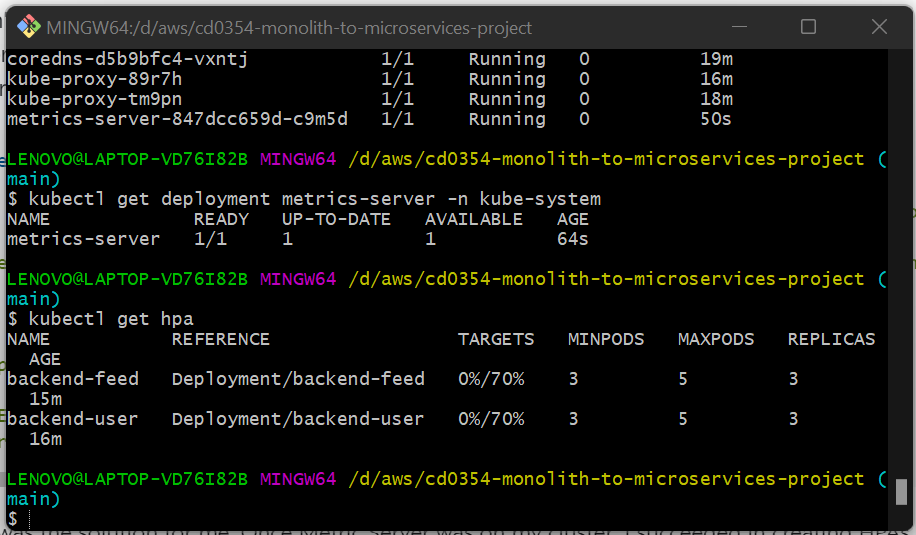 MINGW64:/d/aws/cd0354-monolith-to-microservices-project
coredns-d5b9bfc4-vxntj 1/1 Running 0 19m
kube-proxy-89r7h 1/1 Running 0 16m
kube-proxy-tm9pn 1/1 Running 0 18m
metrics-server-847dcc659d-c9m5d 1/1 Running 0 50s
LENOVO@LAPTOP-VD76I82B MINGW64 /d/aws/cd0354-monolith-to-microservices-project (
main)
$ kubectl get deployment metrics-server -n kube-system
NAME READY UP-TO-DATE AVAILABLE AGE
metrics-server 1/1 1 1 64s
LENOVO@LAPTOP-VD76I82B MINGW64 /d/aws/cd0354-monolith-to-microservices-project (
main)
$ kubectl get hpa
NAME REFERENCE TARGETS MINPODS MAXPODS REPLICAS
AGE
backend-feed Deployment/backend-feed 0%/70% 3 5 3
15m
backend-user Deployment/backend-user 0%/70% 3 5 3
16m
LENOVO@LAPTOP-VD76I82B MINGW64 /d/aws/cd0354-monolith-to-microservices-project (
main)
$